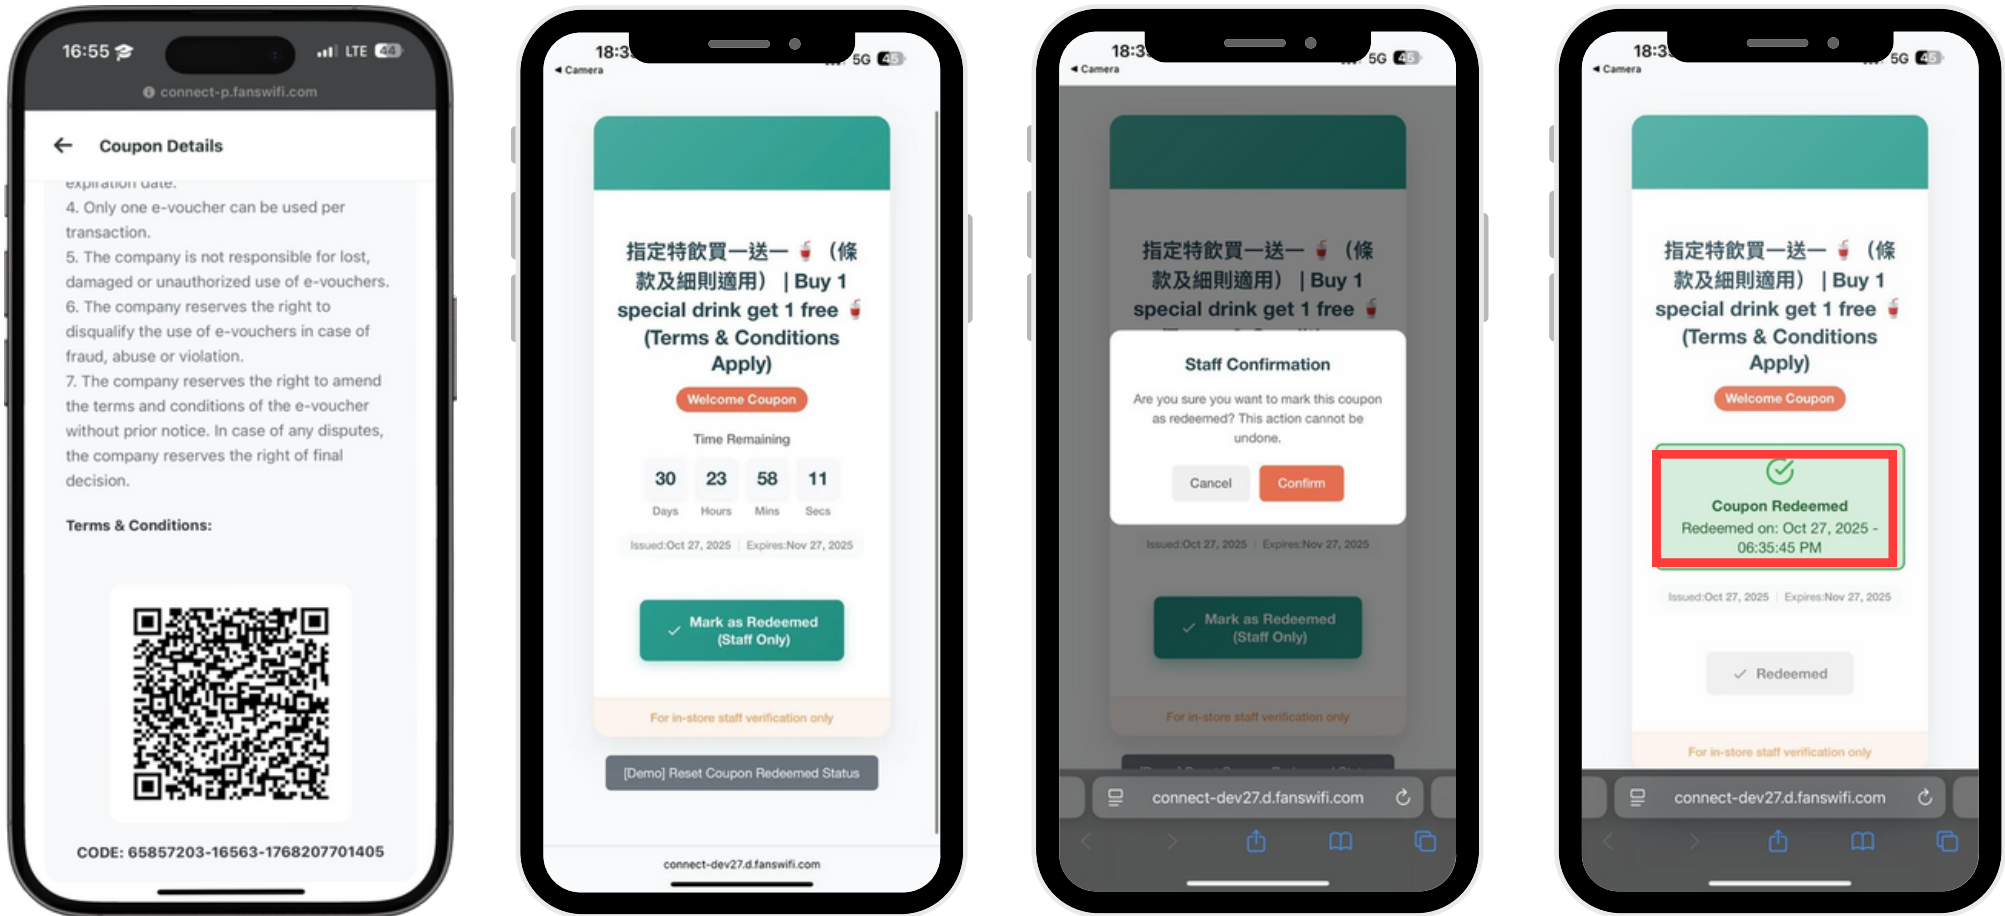 16:55
LTE 44
connect-p.fanswifi.com
Coupon Details
expiration date.
4. Only one e-voucher can be used per
transaction.
5. The company is not responsible for lost,
damaged or unauthorized use of e-vouchers.
6. The company reserves the right to
disqualify the use of e-vouchers in case of
fraud, abuse or violation.
7. The company reserves the right to amend
the terms and conditions of the e-voucher
without prior notice. In case of any disputes,
the company reserves the right of final
decision.
Terms & Conditions:
CODE: 65857203-16563-1768207701405
5G 45
Camera
指定特飲買一送一 🥤（條
款及細則適用） | Buy 1
special drink get 1 free 🥤
(Terms & Conditions
Apply)
Welcome Coupon
Time Remaining
30 23 58 11
Days Hours Mins Secs
Issued:Oct 27, 2025 | Expires:Nov 27, 2025
Mark as Redeemed
(Staff Only)
For in-store staff verification only
[Demo] Reset Coupon Redeemed Status
connect-dev27.d.fanswifi.com
5G 45
Camera
指定特飲買一送一 🥤（條
款及細則適用） | Buy 1
special drink get 1 free 🥤
Staff Confirmation
Are you sure you want to mark this coupon
as redeemed? This action cannot be
undone.
Cancel Confirm
Issued:Oct 27, 2025 | Expires:Nov 27, 2025
Mark as Redeemed
(Staff Only)
For in-store staff verification only
connect-dev27.d.fanswifi.com
5G 45
Camera
指定特飲買一送一 🥤（條
款及細則適用） | Buy 1
special drink get 1 free 🥤
(Terms & Conditions
Apply)
Welcome Coupon
Coupon Redeemed
Redeemed on: Oct 27, 2025 -
06:35:45 PM
Issued:Oct 27, 2025 | Expires:Nov 27, 2025
Redeemed
For in-store staff verification only
connect-dev27.d.fanswifi.com